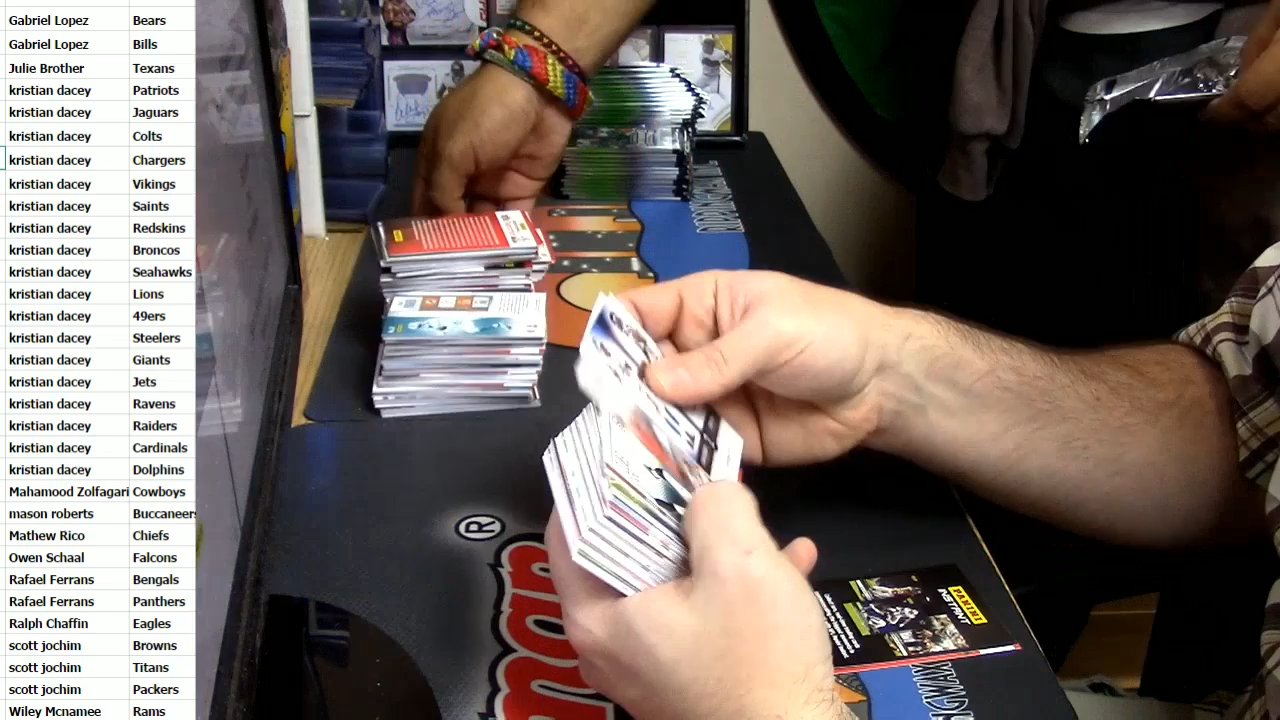 Gabriel Lopez Bears
Gabriel Lopez Bills
Julie Brother Texans
kristian dacey Patriots
kristian dacey Jaguars
kristian dacey Colts
kristian dacey Chargers
kristian dacey Vikings
kristian dacey Saints
kristian dacey Redskins
kristian dacey Broncos
kristian dacey Seahawks
kristian dacey Lions
kristian dacey 49ers
kristian dacey Steelers
kristian dacey Giants
kristian dacey Jets
kristian dacey Ravens
kristian dacey Raiders
kristian dacey Cardinals
kristian dacey Dolphins
Mahamood Zolfagari Cowboys
mason roberts Buccaneers
Mathew Rico Chiefs
Owen Schaal Falcons
Rafael Ferrans Bengals
Rafael Ferrans Panthers
Ralph Chaffin Eagles
scott jochim Browns
scott jochim Titans
scott jochim Packers
Wiley Mcnamee Rams
®
PANINI
INSTANT